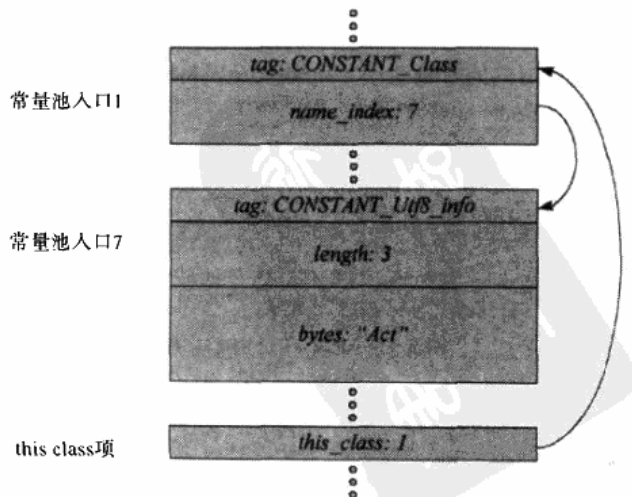 tag: CONSTANT_Class
常量池入口1
name_index: 7
tag: CONSTANT_Utf8_info
常量池入口7
length: 3
bytes: "Act"
this class项
this_class: 1